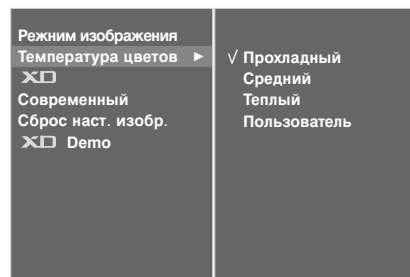 Режим изображения
Температура цветов ►
XD
Современный
Сброс наст. изобр.
XD Demo
√ Прохладный
Средний
Теплый
Пользователь